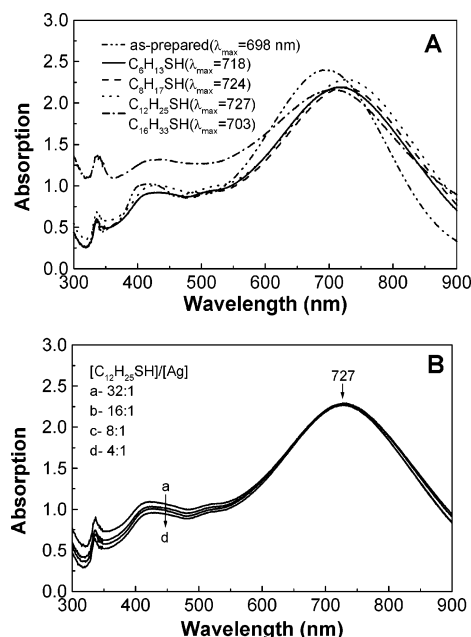 A
as-prepared(λmax=698 nm)
C6H13SH(λmax=718)
C8H17SH(λmax=724)
C12H25SH(λmax=727)
C16H33SH(λmax=703)
Absorption
3.0
2.5
2.0
1.5
1.0
0.5
0.0
300 400 500 600 700 800 900
Wavelength (nm)
B
[C12H25SH]/[Ag]
a- 32:1
b- 16:1
c- 8:1
d- 4:1
727
a
d
Absorption
3.0
2.5
2.0
1.5
1.0
0.5
0.0
300 400 500 600 700 800 900
Wavelength (nm)